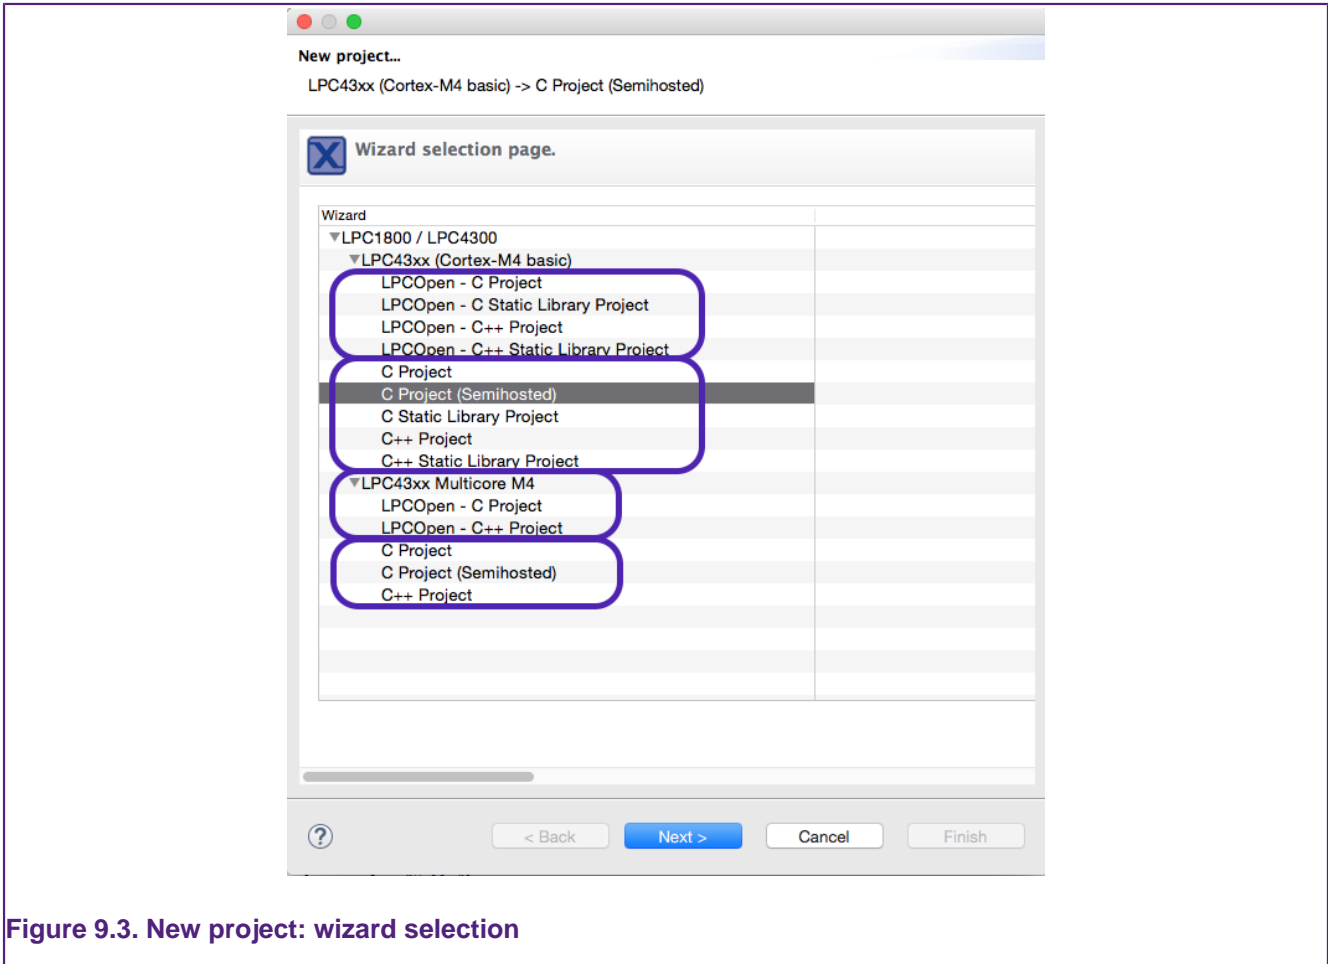 New project...
LPC43xx (Cortex-M4 basic) -> C Project (Semihosted)
Wizard selection page.
Wizard
LPC1800 / LPC4300
LPC43xx (Cortex-M4 basic)
LPCOpen - C Project
LPCOpen - C Static Library Project
LPCOpen - C++ Project
LPCOpen - C++ Static Library Project
C Project
C Project (Semihosted)
C Static Library Project
C++ Project
C++ Static Library Project
LPC43xx Multicore M4
LPCOpen - C Project
LPCOpen - C++ Project
C Project
C Project (Semihosted)
C++ Project
? < Back Next > Cancel Finish
Figure 9.3. New project: wizard selection